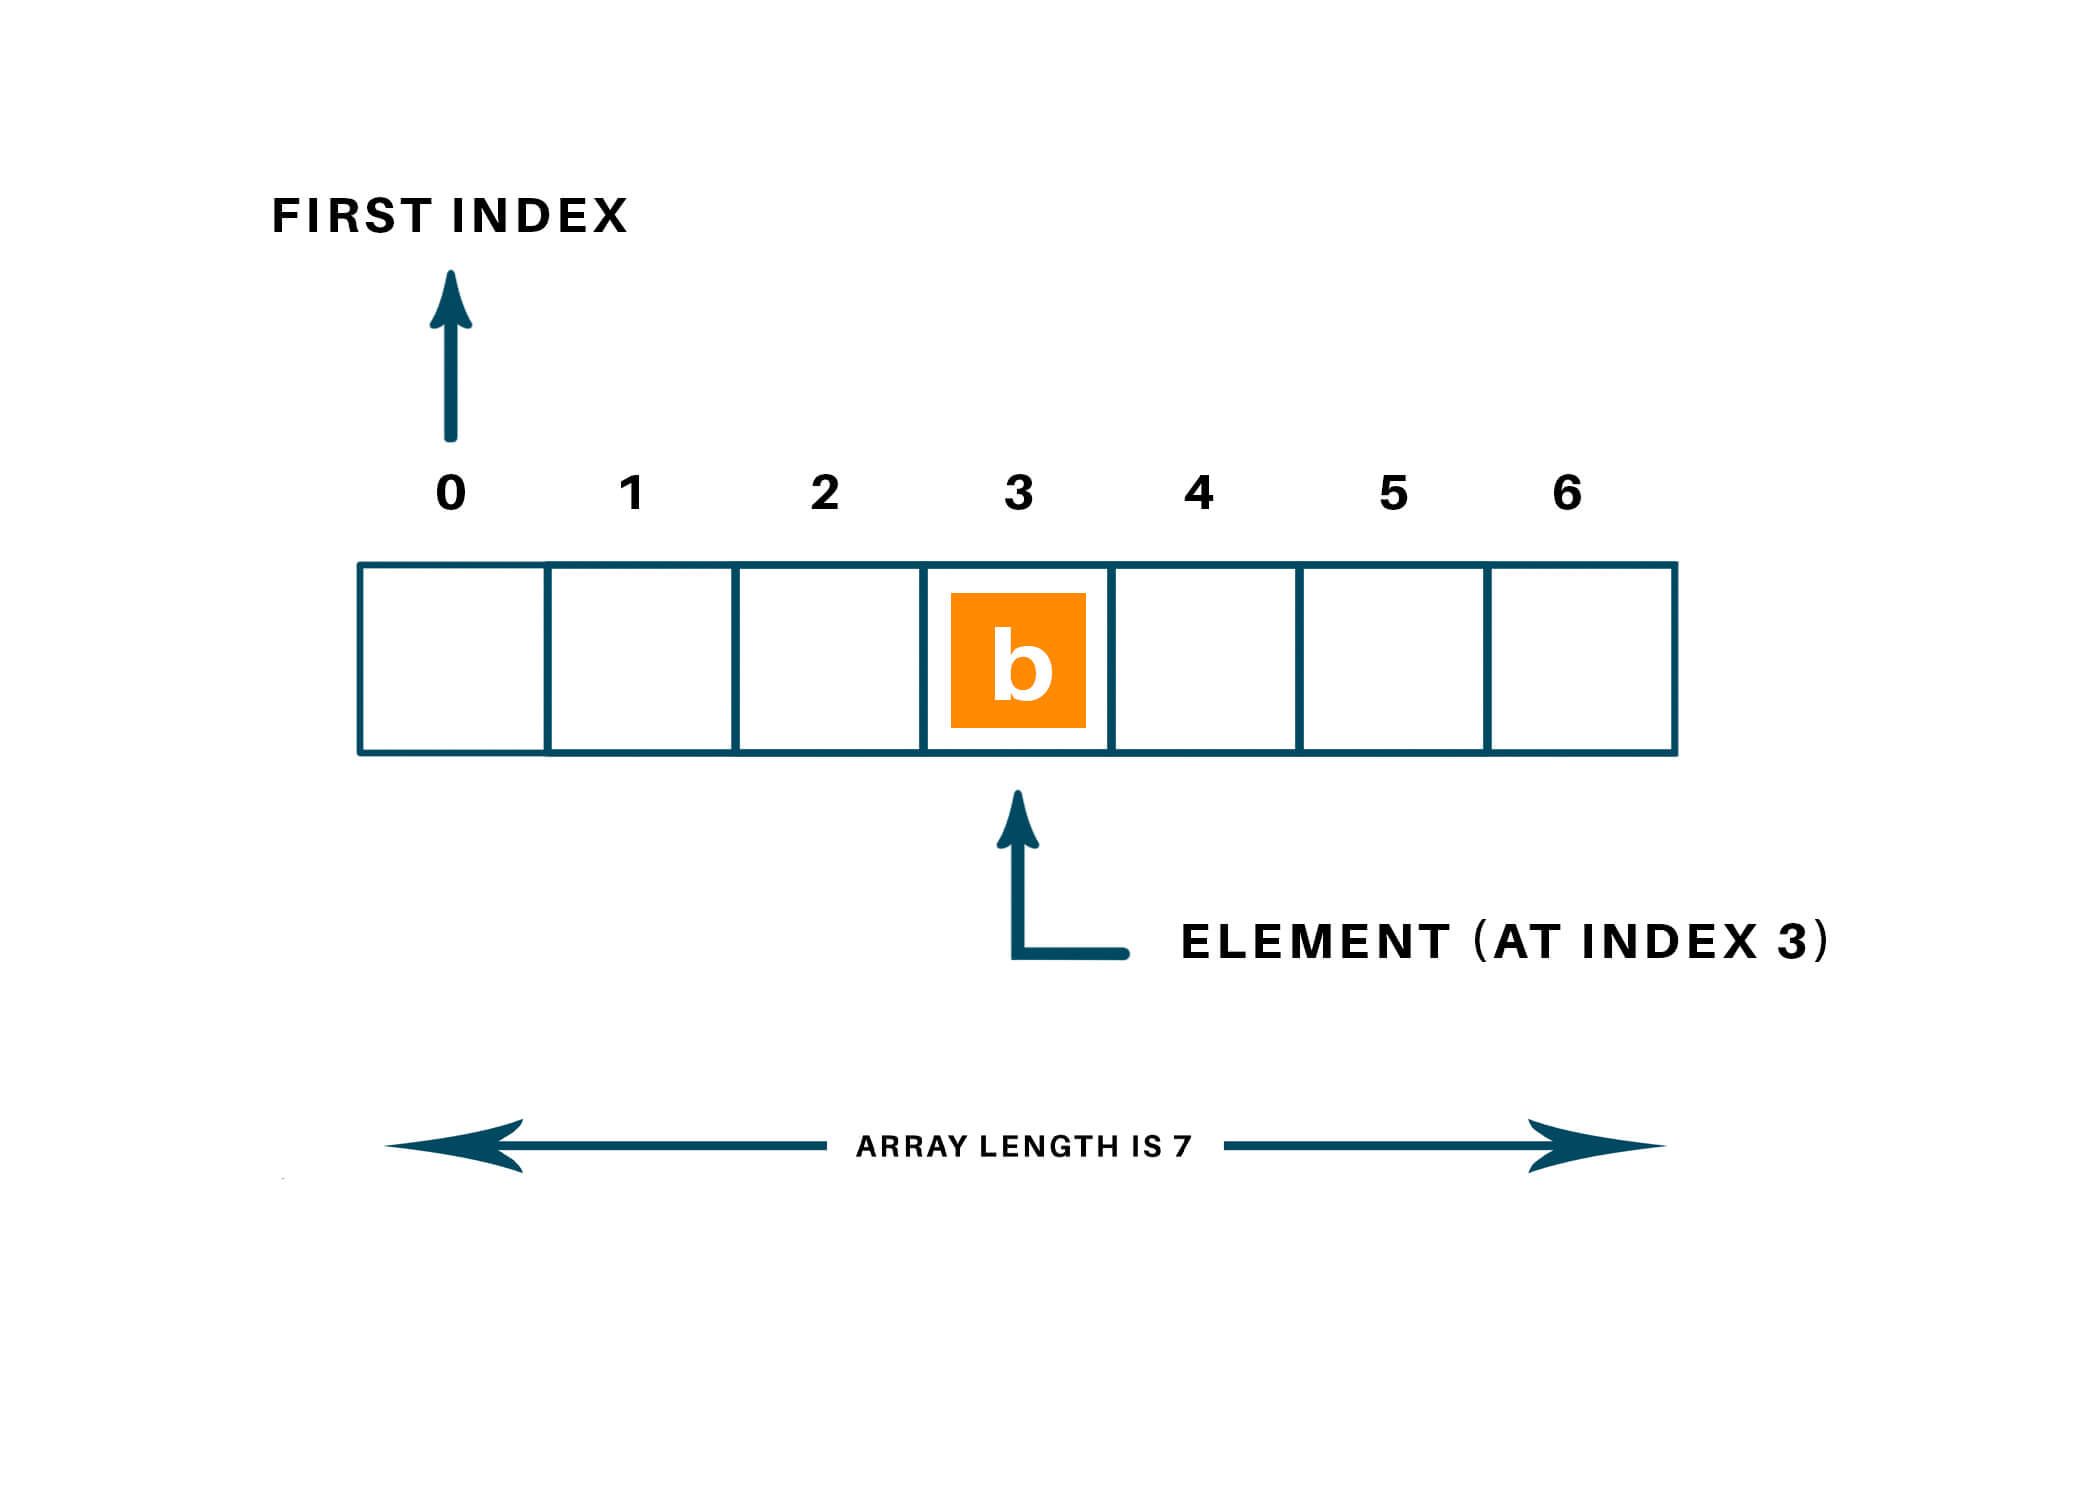 FIRST INDEX
0 1 2 3 4 5 6
b
ELEMENT (AT INDEX 3)
ARRAY LENGTH IS 7